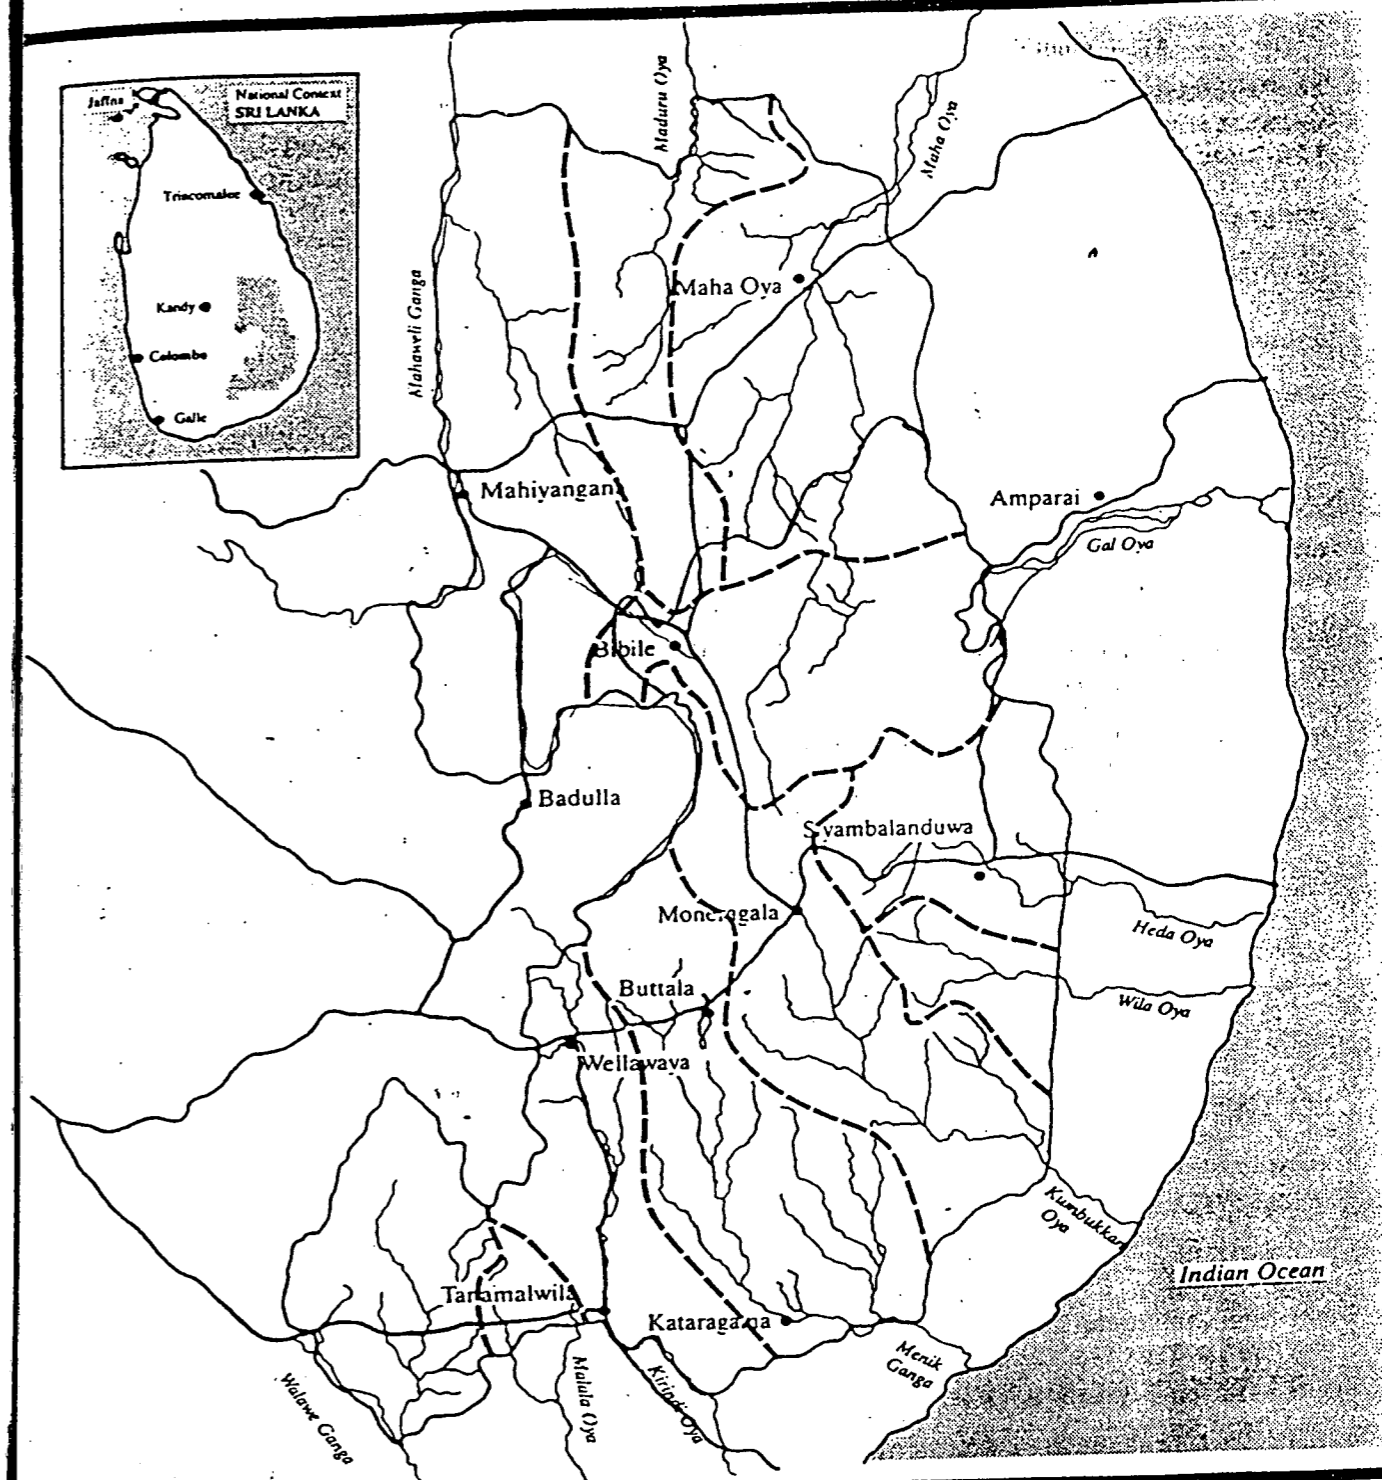 National Context
SRI LANKA
Jaffna
Trincomalee
Kandy
Colombo
Galle
Maduru Oya
Maha Oya
Mahaweli Ganga
Maha Oya
Mahiyangana
Amparai
Gal Oya
Bibile
Badulla
Siyambalanduwa
Moneragala
Heda Oya
Buttala
Wila Oya
Wellawaya
Kumbukkan
Oya
Indian Ocean
Tanamalwila
Kataragama
Menik
Ganga
Walawe Ganga
Malala Oya
Kirindi Oya